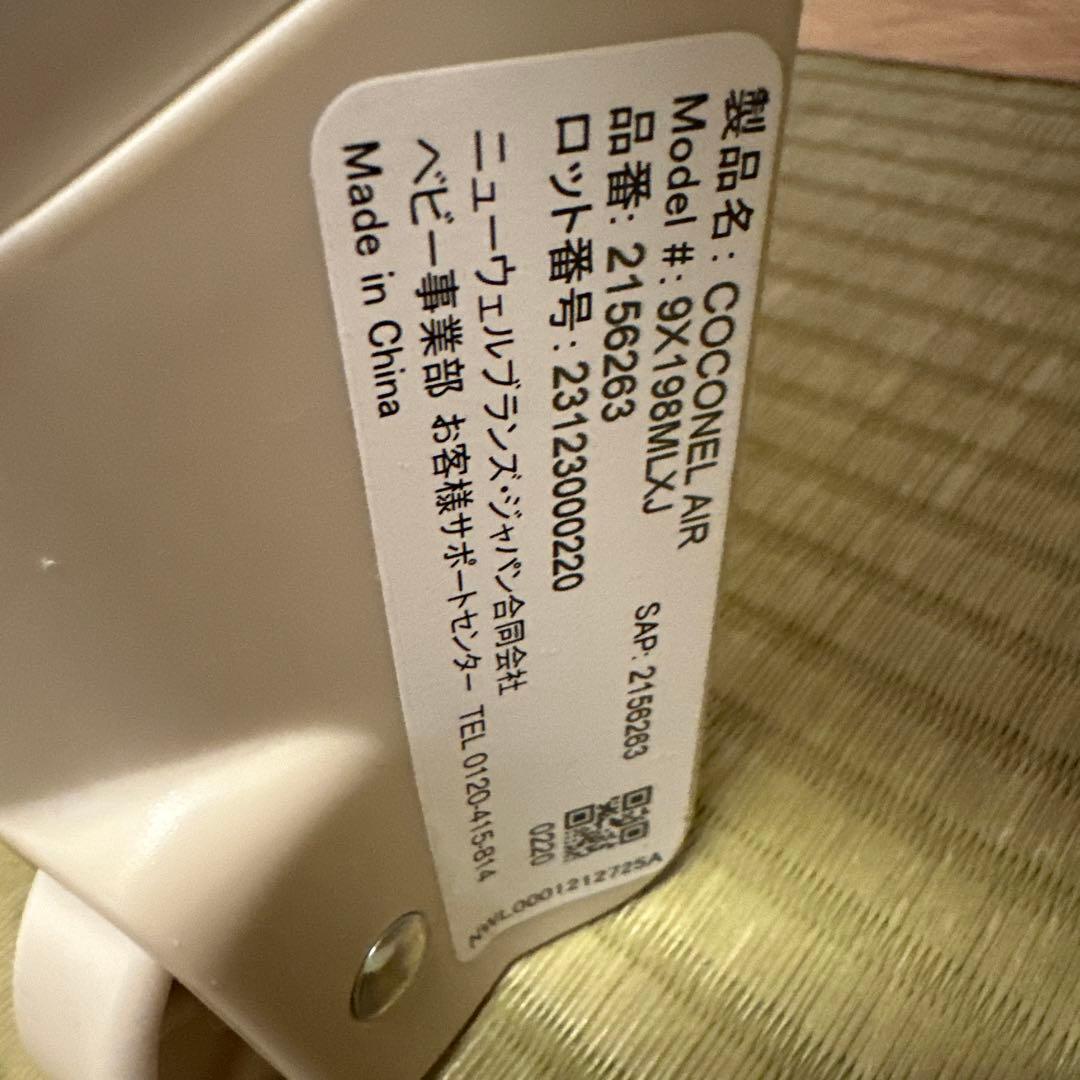 製品名: COCONEL AIR
Model #: 9X198MLXJ
品番: 2156263
SAP: 2156263
ロット番号: 2312300220
0220
NWL0001212725A
ニューウェルブランズ・ジャパン合同会社
ベビー事業部 お客様サポートセンター TEL 0120-415-814
Made in China